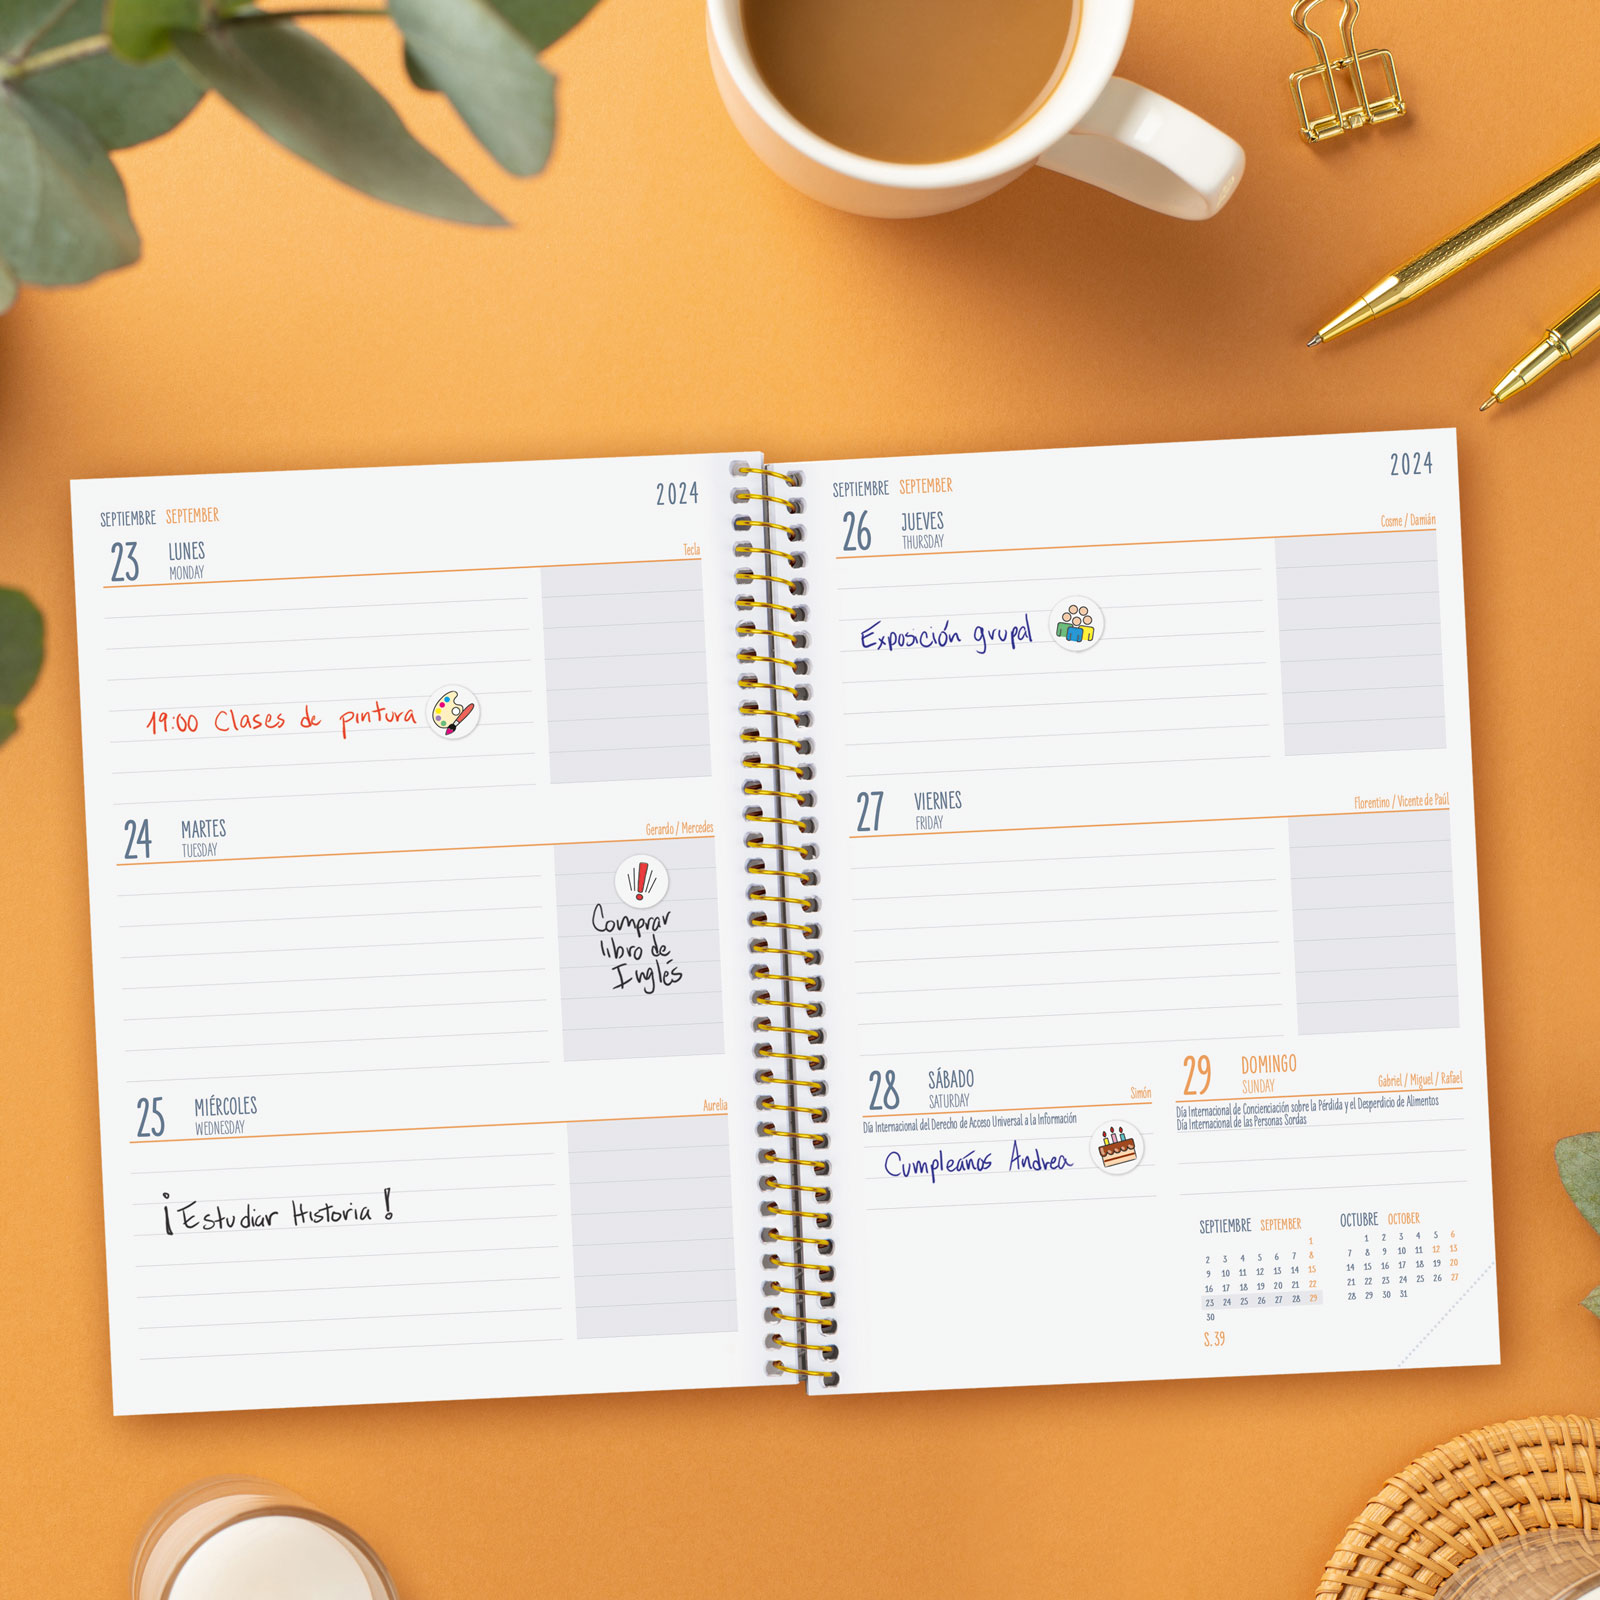 SEPTIEMBRE SEPTEMBER 2024
23 LUNES
MONDAY
Tecla
19:00 Clases de pintura
24 MARTES
TUESDAY
Gerardo / Mercedes
Comprar
libro de
Inglés
25 MIÉRCOLES
WEDNESDAY
Aurelia
¡Estudiar Historia!
SEPTIEMBRE SEPTEMBER 2024
26 JUEVES
THURSDAY
Cosme / Damián
Exposición grupal
27 VIERNES
FRIDAY
Florentino / Vicente de Paúl
28 SÁBADO
SATURDAY
Simón
Día Internacional del Derecho de Acceso Universal a la Información
Cumpleaños Andrea
29 DOMINGO
SUNDAY
Gabriel / Miguel / Rafael
Día Internacional de Concienciación sobre la Pérdida y el Desperdicio de Alimentos
Día Internacional de las Personas Sordas
SEPTIEMBRE SEPTEMBER
1
2 3 4 5 6 7 8
9 10 11 12 13 14 15
16 17 18 19 20 21 22
23 24 25 26 27 28 29
30
S. 39
OCTUBRE OCTOBER
1 2 3 4 5 6
7 8 9 10 11 12 13
14 15 16 17 18 19 20
21 22 23 24 25 26 27
28 29 30 31